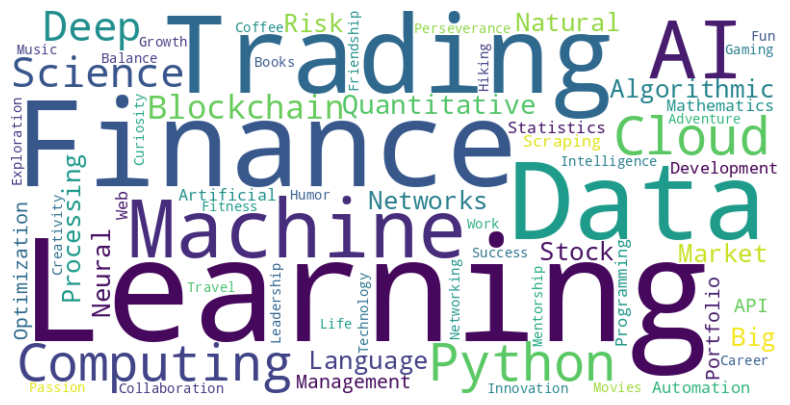 Deep
Growth
Music
Balance
Science
Trading
Coffee
Books
Risk
Friendship
Perseverance
Natural
Hiking
AI
Fun
Gaming
Algorithmic
Mathematics
Adventure
Exploration
Finance
Blockchain
Curiosity
Quantitative
Statistics
Scraping
Cloud
Intelligence
Development
Data
Processing
Creativity
Optimization
Neural
Web
Artificial
Fitness
Humor
Machine
Networks
Work
Success
Stock
Market
Learning
Travel
Leadership
Life
Technology
Networking
Mentorship
Programming
Portfolio
API
Big
Career
Computing
Language
Management
Python
Passion
Collaboration
Innovation
Movies
Automation